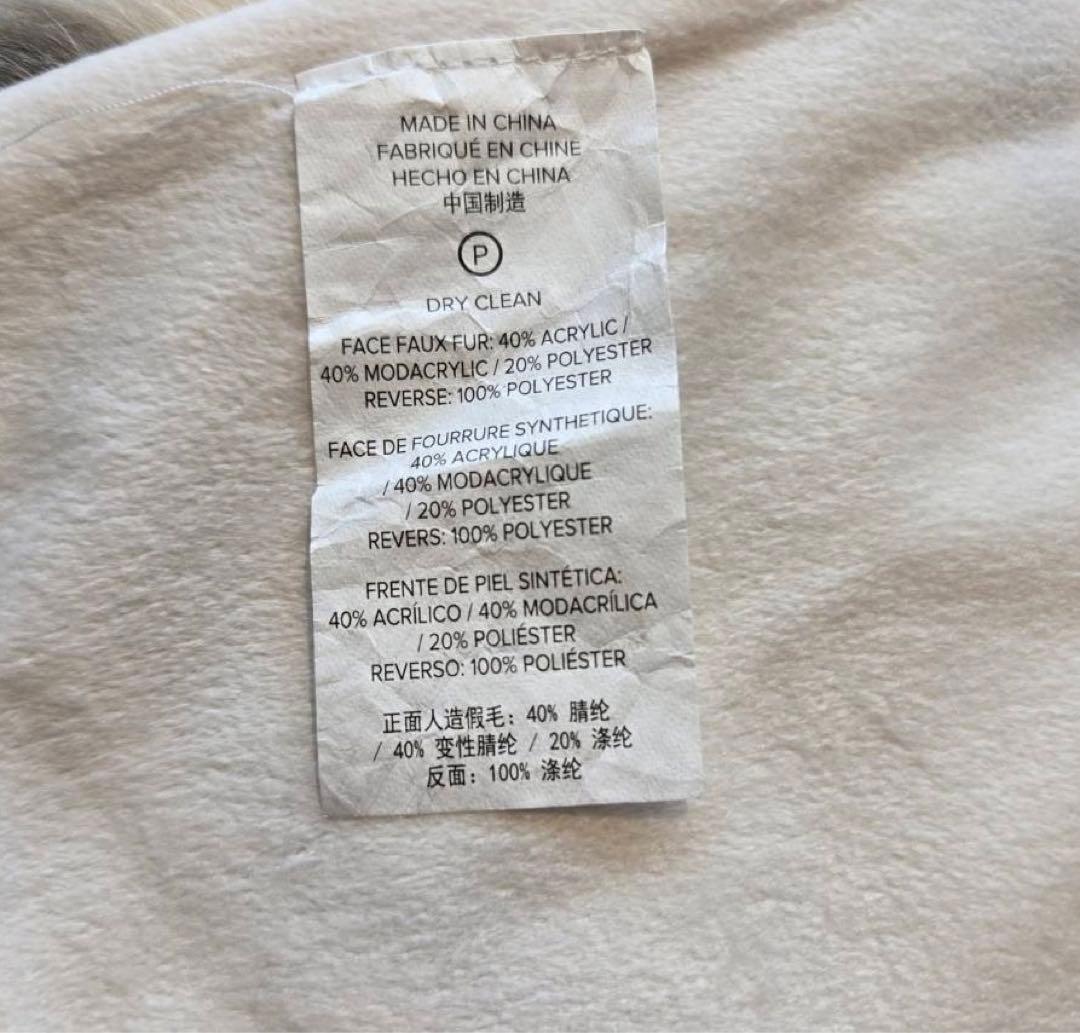 MADE IN CHINA
FABRIQUÉ EN CHINE
HECHO EN CHINA
中国制造
P
DRY CLEAN
FACE FAUX FUR: 40% ACRYLIC /
40% MODACRYLIC / 20% POLYESTER
REVERSE: 100% POLYESTER
FACE DE FOURRURE SYNTHETIQUE:
40% ACRYLIQUE
/ 40% MODACRYLIQUE
/ 20% POLYESTER
REVERS: 100% POLYESTER
FRENTE DE PIEL SINTÉTICA:
40% ACRÍLICO / 40% MODACRÍLICA
/ 20% POLIÉSTER
REVERSO: 100% POLIÉSTER
正面人造假毛: 40% 腈纶
/ 40% 变性腈纶 / 20% 涤纶
反面: 100% 涤纶